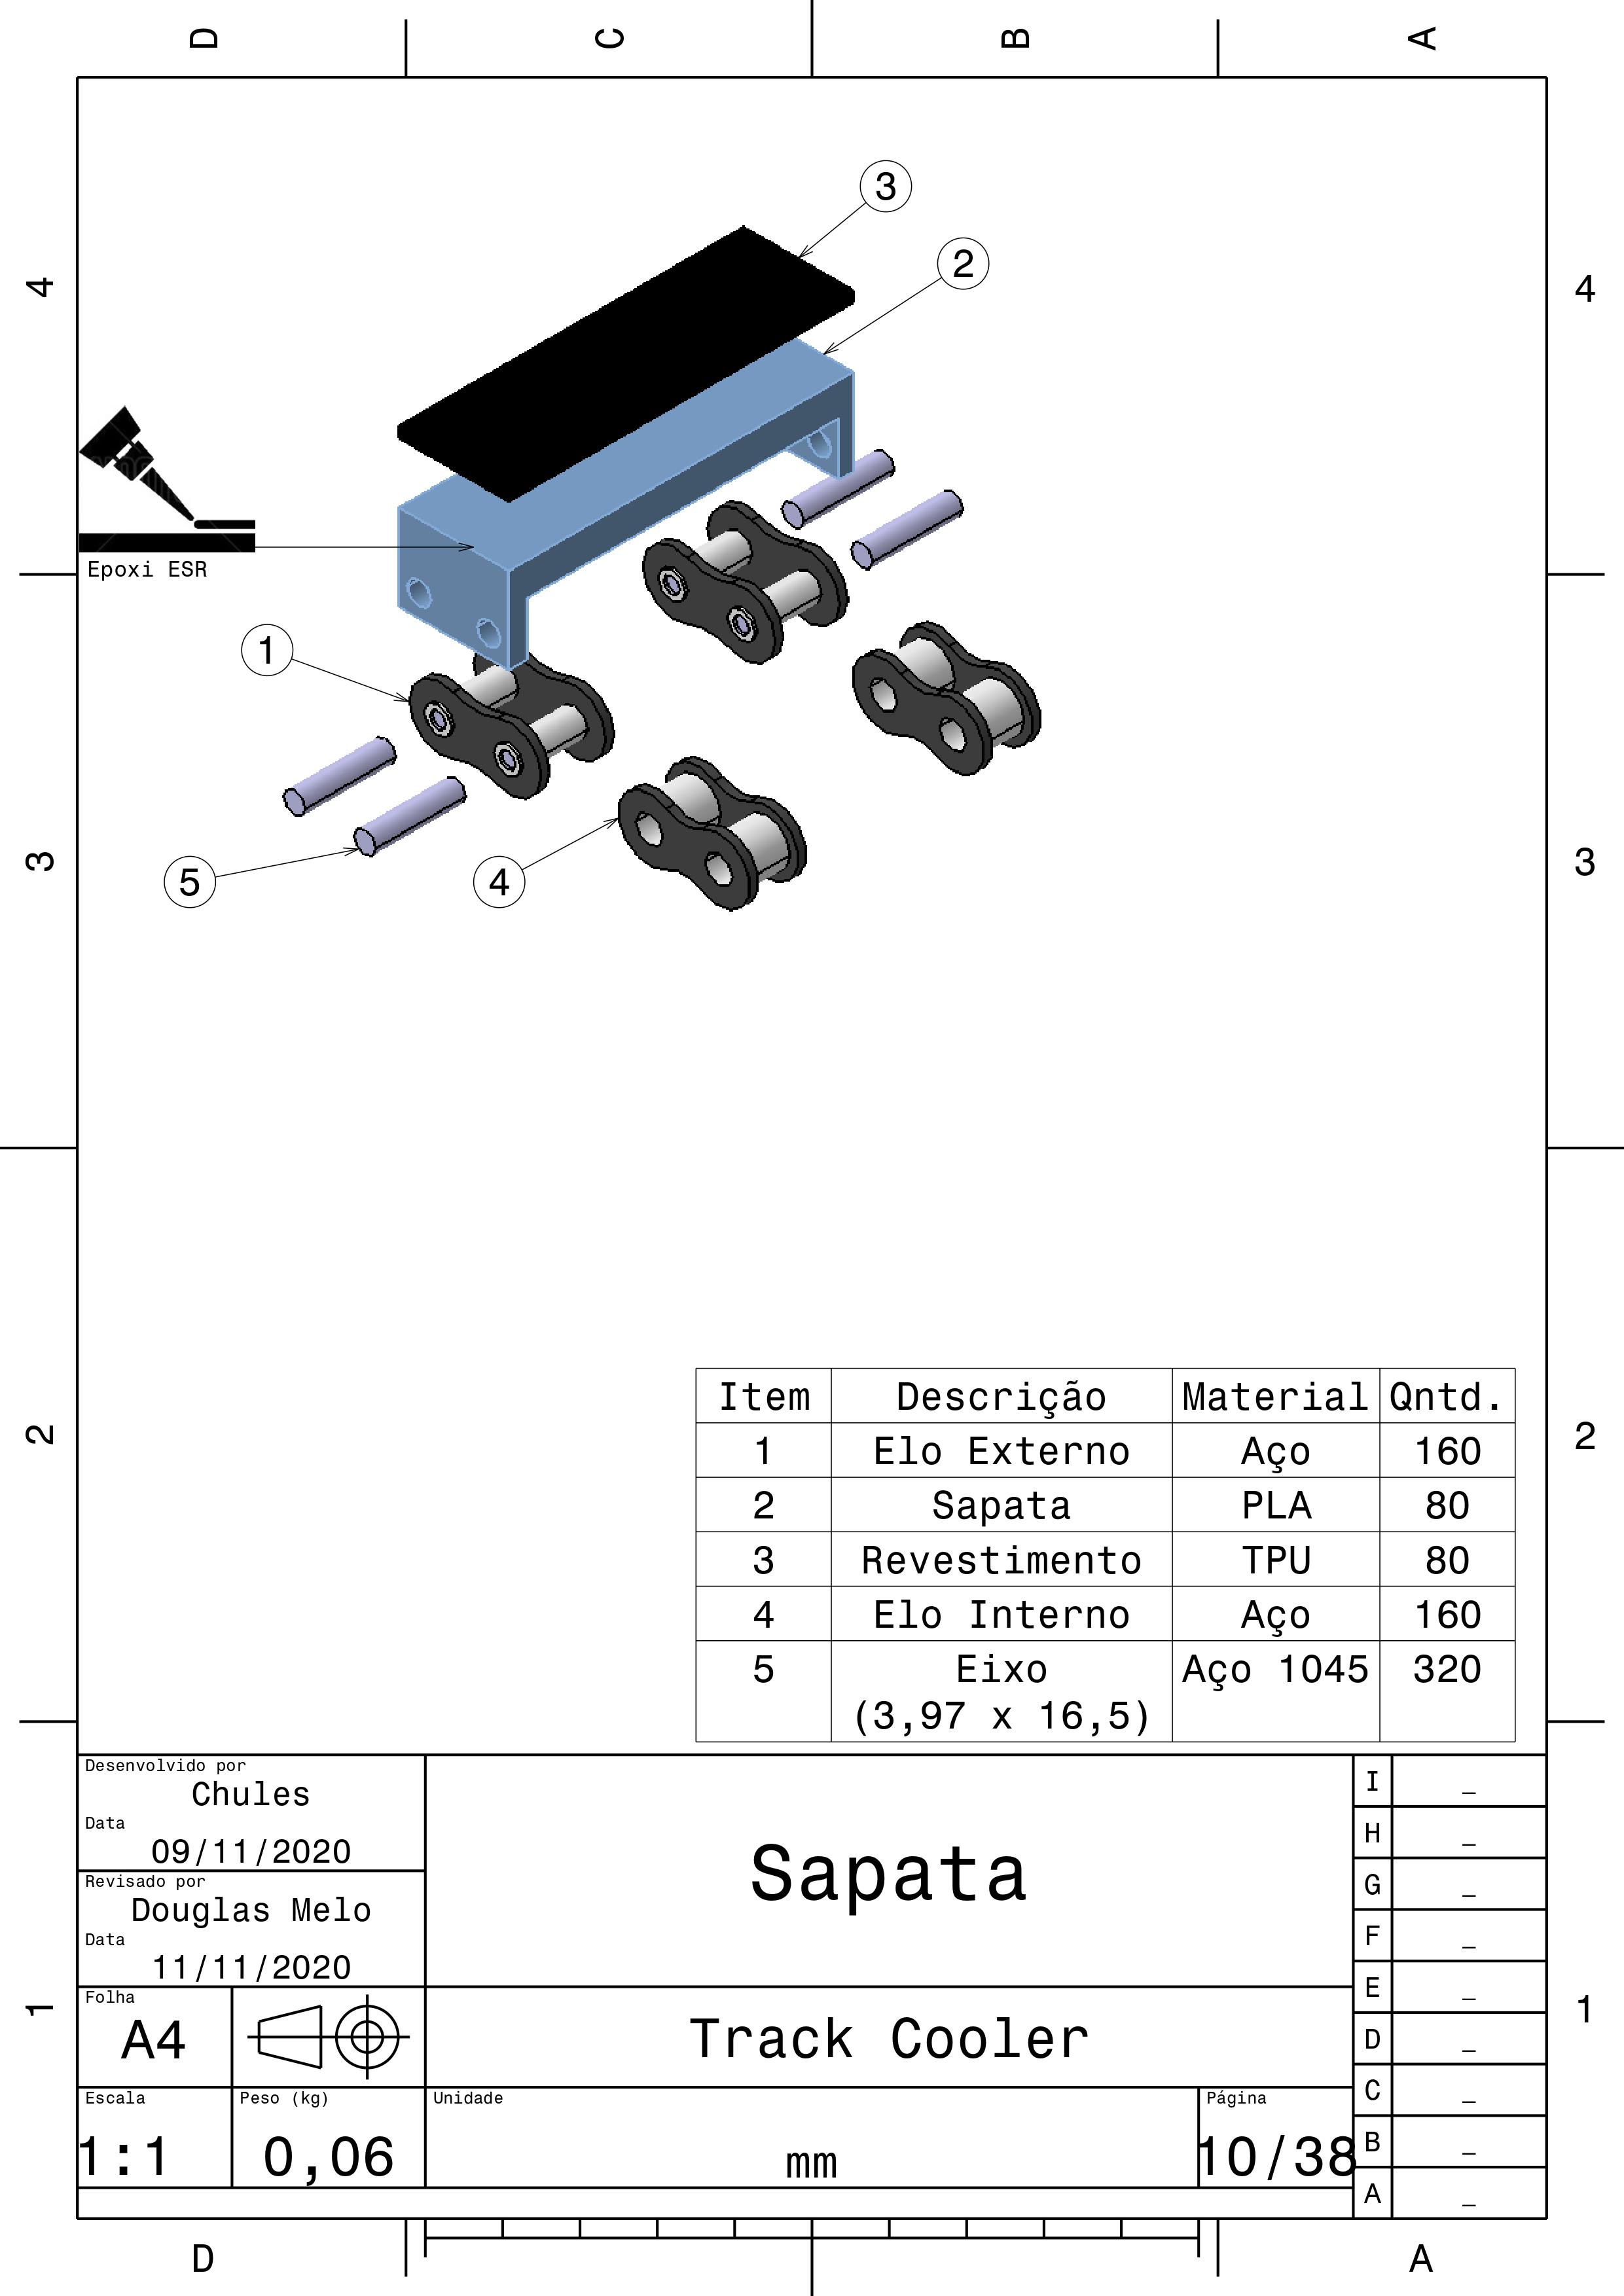 D C B A
3
2
4 4
Epoxi ESR
1
3 3
5 4
2 2
Item Descrição Material Qntd.
1 Elo Externo Aço 160
2 Sapata PLA 80
3 Revestimento TPU 80
4 Elo Interno Aço 160
5 Eixo Aço 1045 320
(3,97 x 16,5)
Desenvolvido por
Chules
Data
09/11/2020
Revisado por
Douglas Melo
Data
11/11/2020
Sapata
Folha
A4
Track Cooler
Escala
1:1
Peso (kg)
0,06
Unidade
mm
Página
10/38
I _
H _
G _
F _
E _
D _
C _
B _
A _
1 1
D A